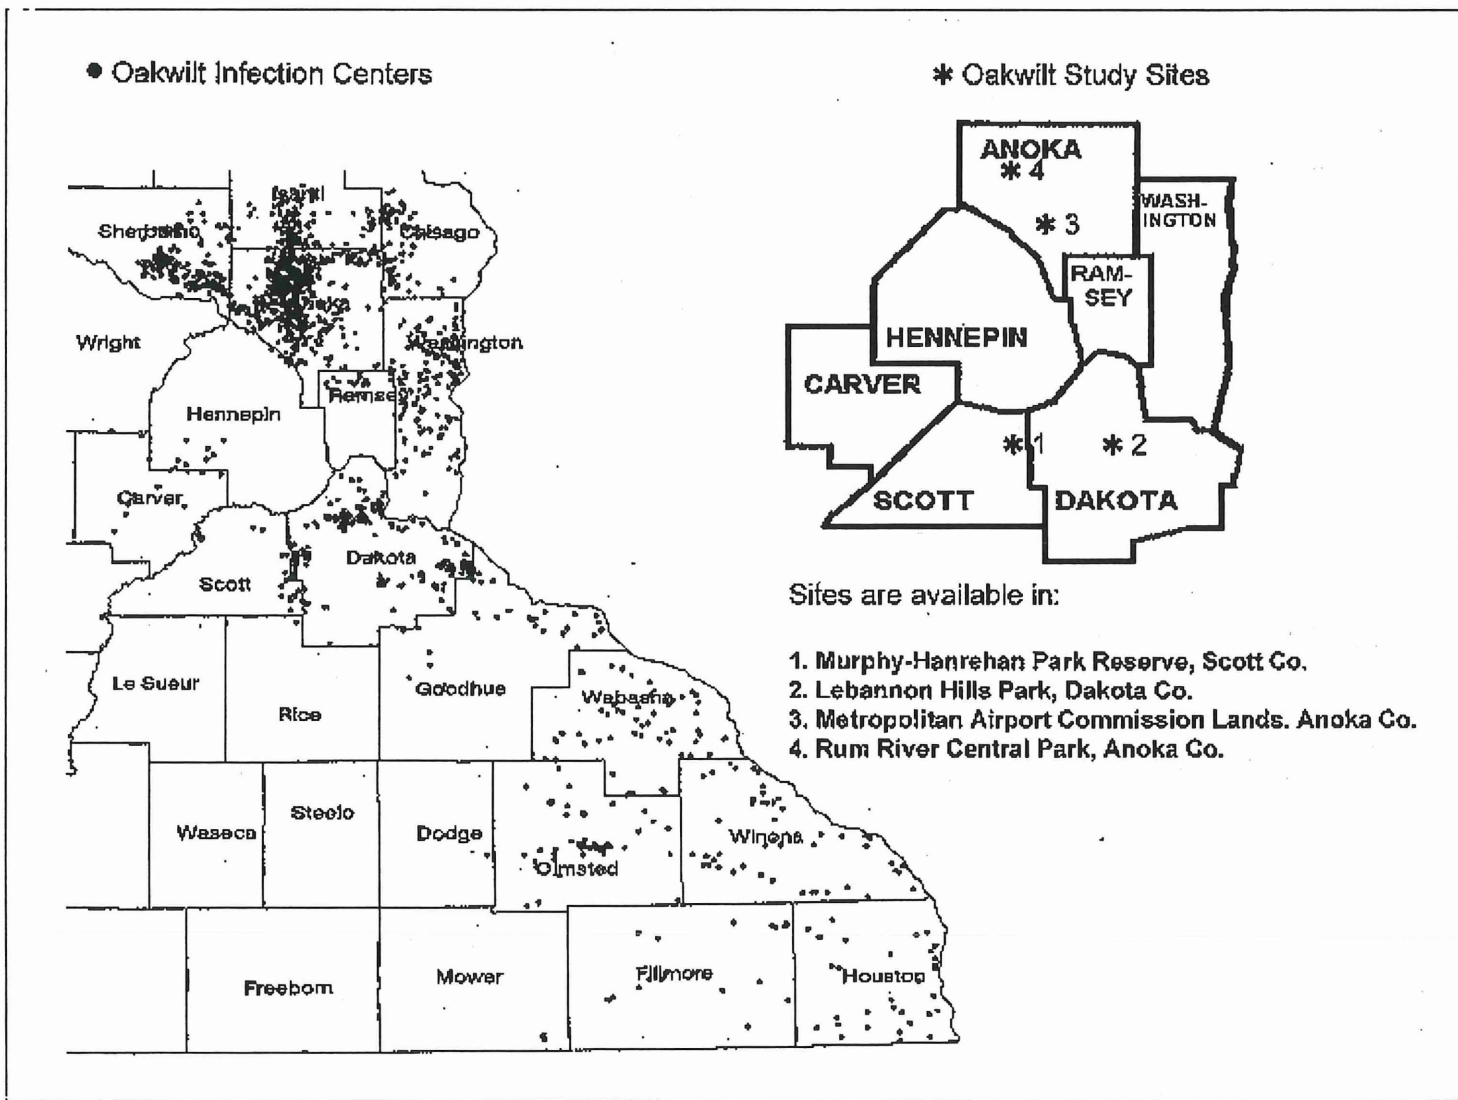 ● Oakwilt Infection Centers
Isanti
Sherburne
Chisago
Anoka
Wright
Washington
Hennepin
Ramsey
Carver
Dakota
Scott
Le Sueur
Rice
Goodhue
Wabasha
Waseca
Steele
Dodge
Olmsted
Winona
Freeborn
Mower
Fillmore
Houston
* Oakwilt Study Sites
ANOKA
* 4
* 3
WASH-
INGTON
RAM-
SEY
HENNEPIN
CARVER
* 1
* 2
SCOTT
DAKOTA
Sites are available in:
1. Murphy-Hanrehan Park Reserve, Scott Co.
2. Lebannon Hills Park, Dakota Co.
3. Metropolitan Airport Commission Lands. Anoka Co.
4. Rum River Central Park, Anoka Co.